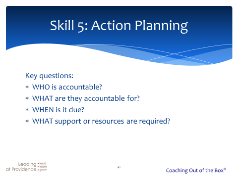 Skill 5: Action Planning
Key questions:
WHO is accountable?
WHAT are they accountable for?
WHEN is it due?
WHAT support or resources are required?
Coaching Out of the Box®